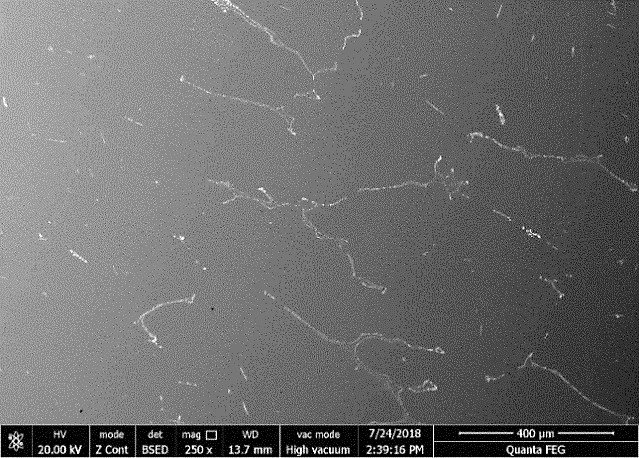 HV mode det mag WD vac mode 7/24/2018 400 µm
20.00 kV Z Cont BSED 250 x 13.7 mm High vacuum 2:39:16 PM Quanta FEG